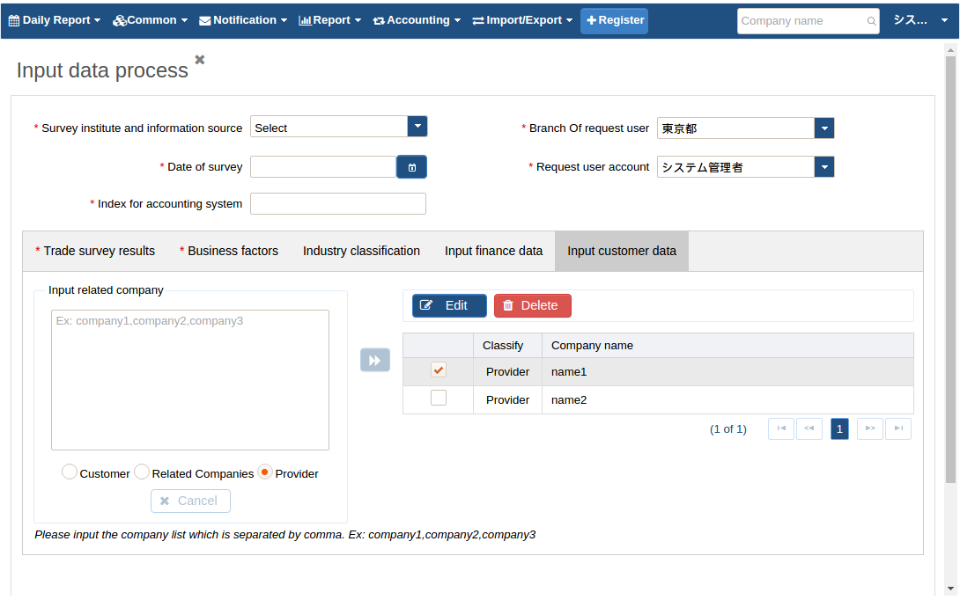 Daily Report Common Notification Report Accounting Import/Export Register Company name シス...
Input data process
* Survey institute and information source Select * Branch Of request user 東京都
* Date of survey * Request user account システム管理者
* Index for accounting system
* Trade survey results * Business factors Industry classification Input finance data Input customer data
Input related company
Edit Delete
Ex: company1,company2,company3
Classify Company name
Provider name1
Provider name2
(1 of 1) 1
Customer Related Companies Provider
Cancel
Please input the company list which is separated by comma. Ex: company1,company2,company3